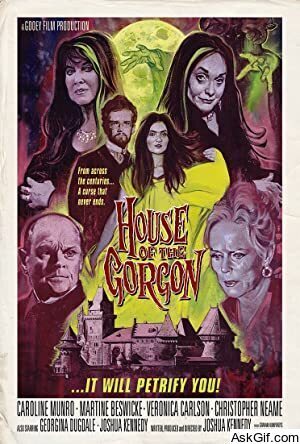 A GOOEY FILM PRODUCTION
From across
the centuries...
A curse that
never ends.
HOUSE
OF THE
GORGON
...IT WILL PETRIFY YOU!
CAROLINE MUNRO - MARTINE BESWICKE - VERONICA CARLSON - CHRISTOPHER NEAME
ALSO STARRING
GEORGINA DUGDALE - JOSHUA KENNEDY
WRITTEN, PRODUCED and DIRECTED BY
AskGif.com